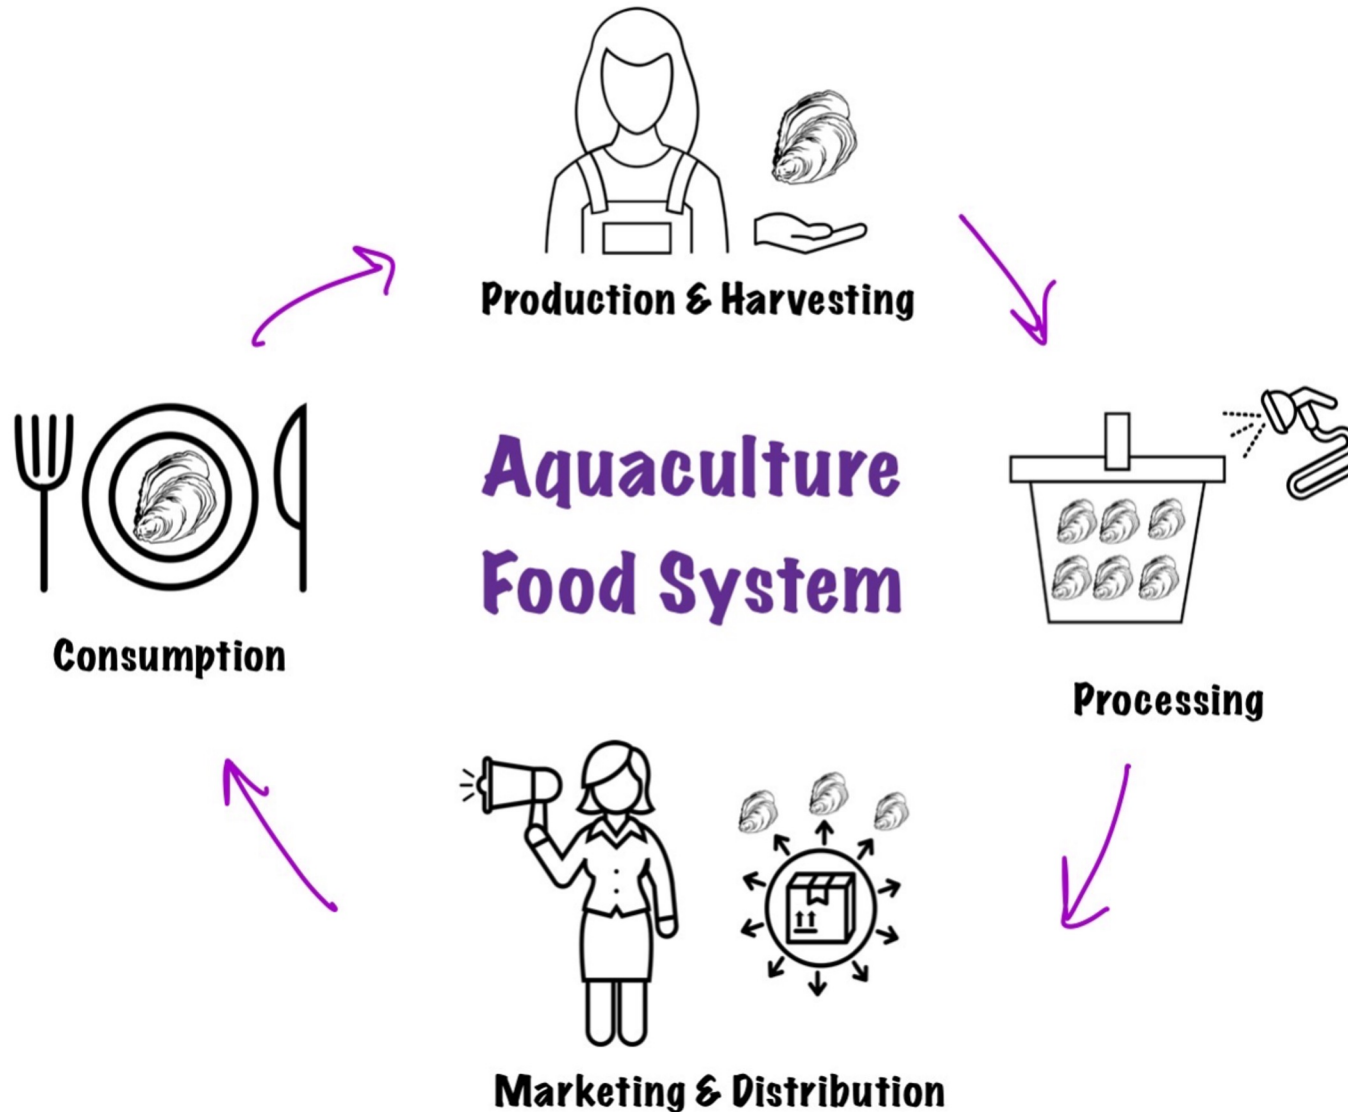 Production & Harvesting
Aquaculture
Food System
Consumption
Processing
Marketing & Distribution